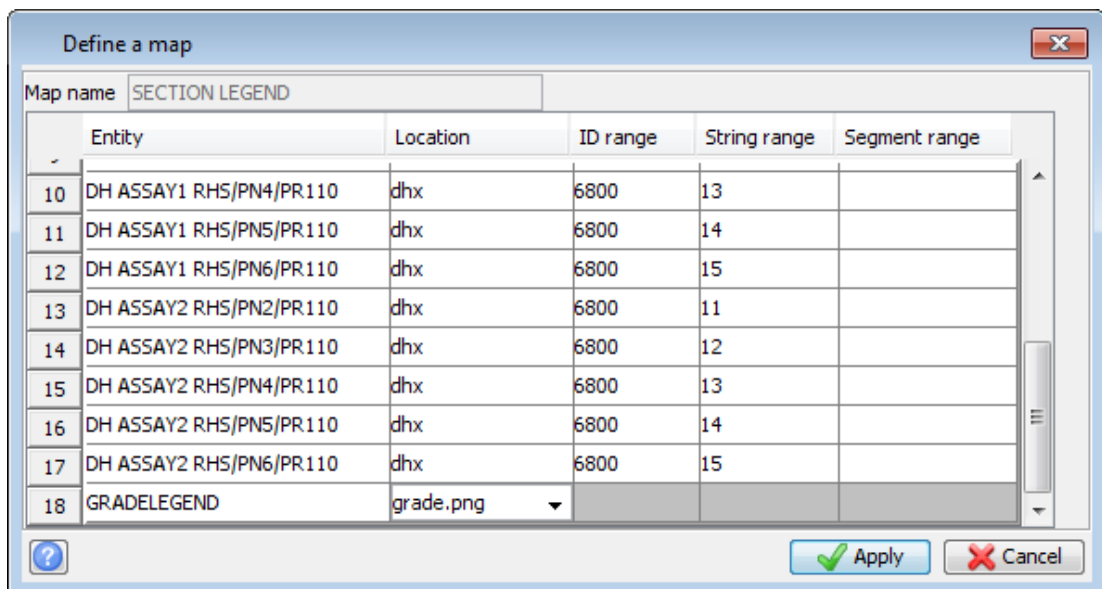 Define a map
Map name SECTION LEGEND
Entity Location ID range String range Segment range
10 DH ASSAY1 RHS/PN4/PR110 dhx 6800 13
11 DH ASSAY1 RHS/PN5/PR110 dhx 6800 14
12 DH ASSAY1 RHS/PN6/PR110 dhx 6800 15
13 DH ASSAY2 RHS/PN2/PR110 dhx 6800 11
14 DH ASSAY2 RHS/PN3/PR110 dhx 6800 12
15 DH ASSAY2 RHS/PN4/PR110 dhx 6800 13
16 DH ASSAY2 RHS/PN5/PR110 dhx 6800 14
17 DH ASSAY2 RHS/PN6/PR110 dhx 6800 15
18 GRADELEGEND grade.png
? Apply Cancel